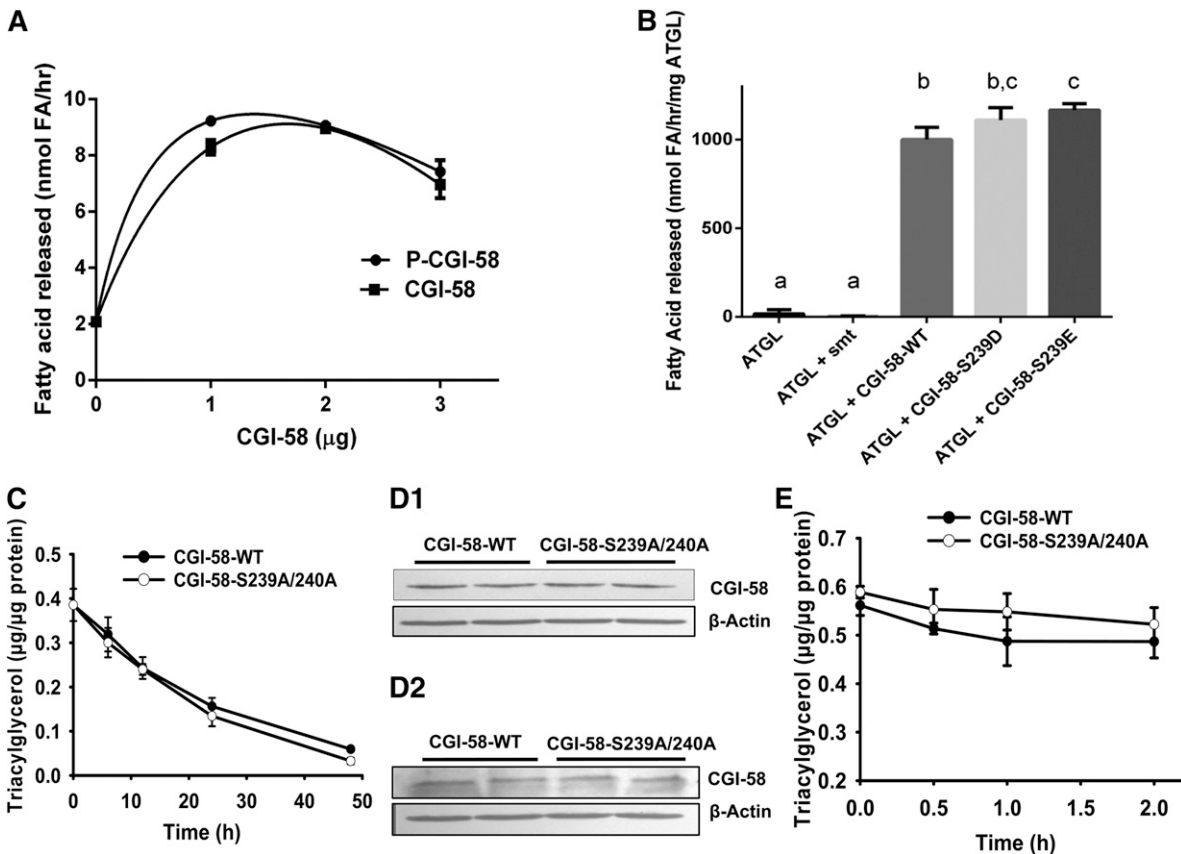 A
Fatty acid released (nmol FA/hr)
10
8
6
4
2
0
0 1 2 3
CGI-58 (μg)
P-CGI-58
CGI-58
B
Fatty Acid released (nmol FA/hr/mg ATGL)
1000
500
0
a
a
b
b,c
c
ATGL
ATGL + smt
ATGL + CGI-58-WT
ATGL + CGI-58-S239D
ATGL + CGI-58-S239E
C
Triacylglycerol (μg/μg protein)
0.5
0.4
0.3
0.2
0.1
0.0
0 10 20 30 40 50
Time (h)
CGI-58-WT
CGI-58-S239A/240A
D1
CGI-58-WT CGI-58-S239A/240A
CGI-58
β-Actin
D2
CGI-58-WT CGI-58-S239A/240A
CGI-58
β-Actin
E
CGI-58-WT
CGI-58-S239A/240A
Triacylglycerol (μg/μg protein)
0.7
0.6
0.5
0.4
0.3
0.2
0.0 0.5 1.0 1.5 2.0
Time (h)